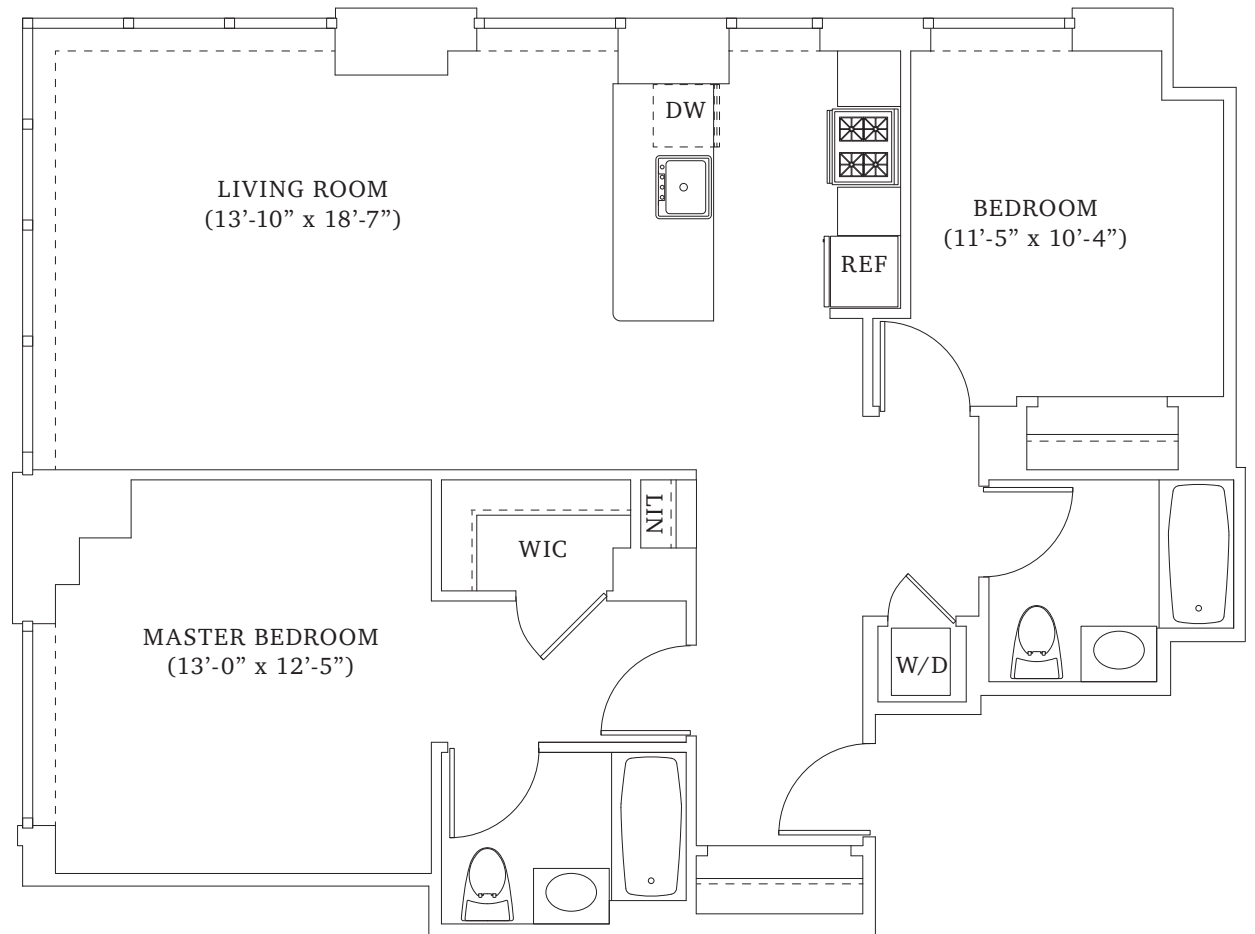 DW
LIVING ROOM
(13’-10” x 18’-7”)
BEDROOM
(11’-5” x 10’-4”)
REF
LIN
WIC
MASTER BEDROOM
(13’-0” x 12’-5”)
W/D